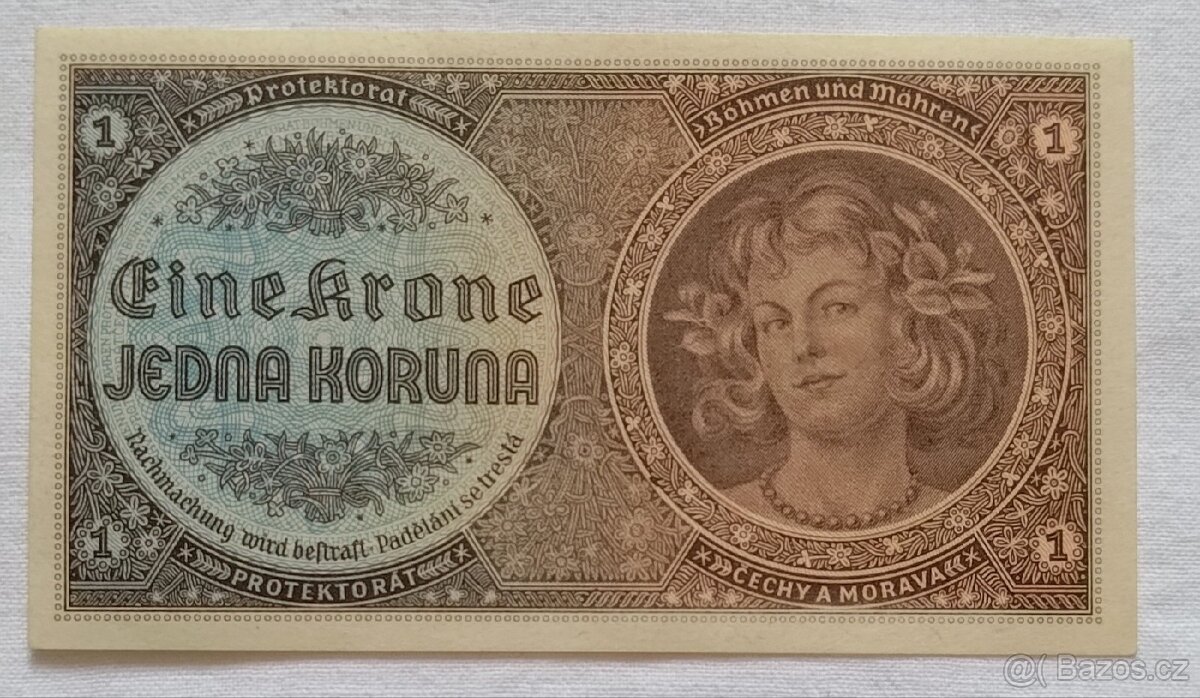 Protektorat
Böhmen und Mähren
1
1
Eine Krone
JEDNA KORUNA
Nachmachung wird bestraft. Padělání se trestá
1
1
PROTEKTORÁT
ČECHY A MORAVA
@( Bazos.cz